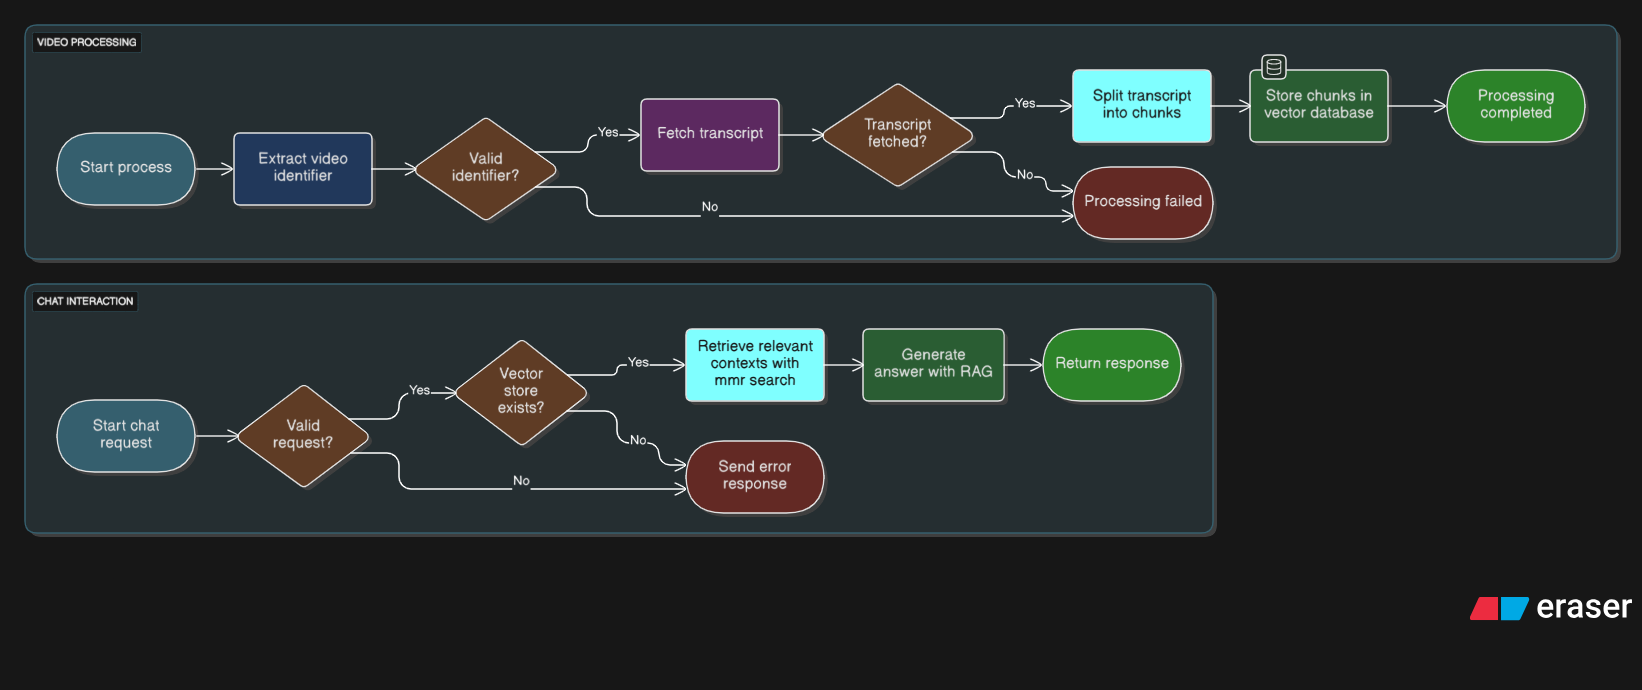 VIDEO PROCESSING
Start process
Extract video
identifier
Valid
identifier?
Yes
No
Fetch transcript
Transcript
fetched?
Yes
No
Split transcript
into chunks
Store chunks in
vector database
Processing
completed
Processing failed
CHAT INTERACTION
Start chat
request
Valid
request?
Yes
No
Vector
store
exists?
Yes
No
Retrieve relevant
contexts with
mmr search
Generate
answer with RAG
Return response
Send error
response
eraser